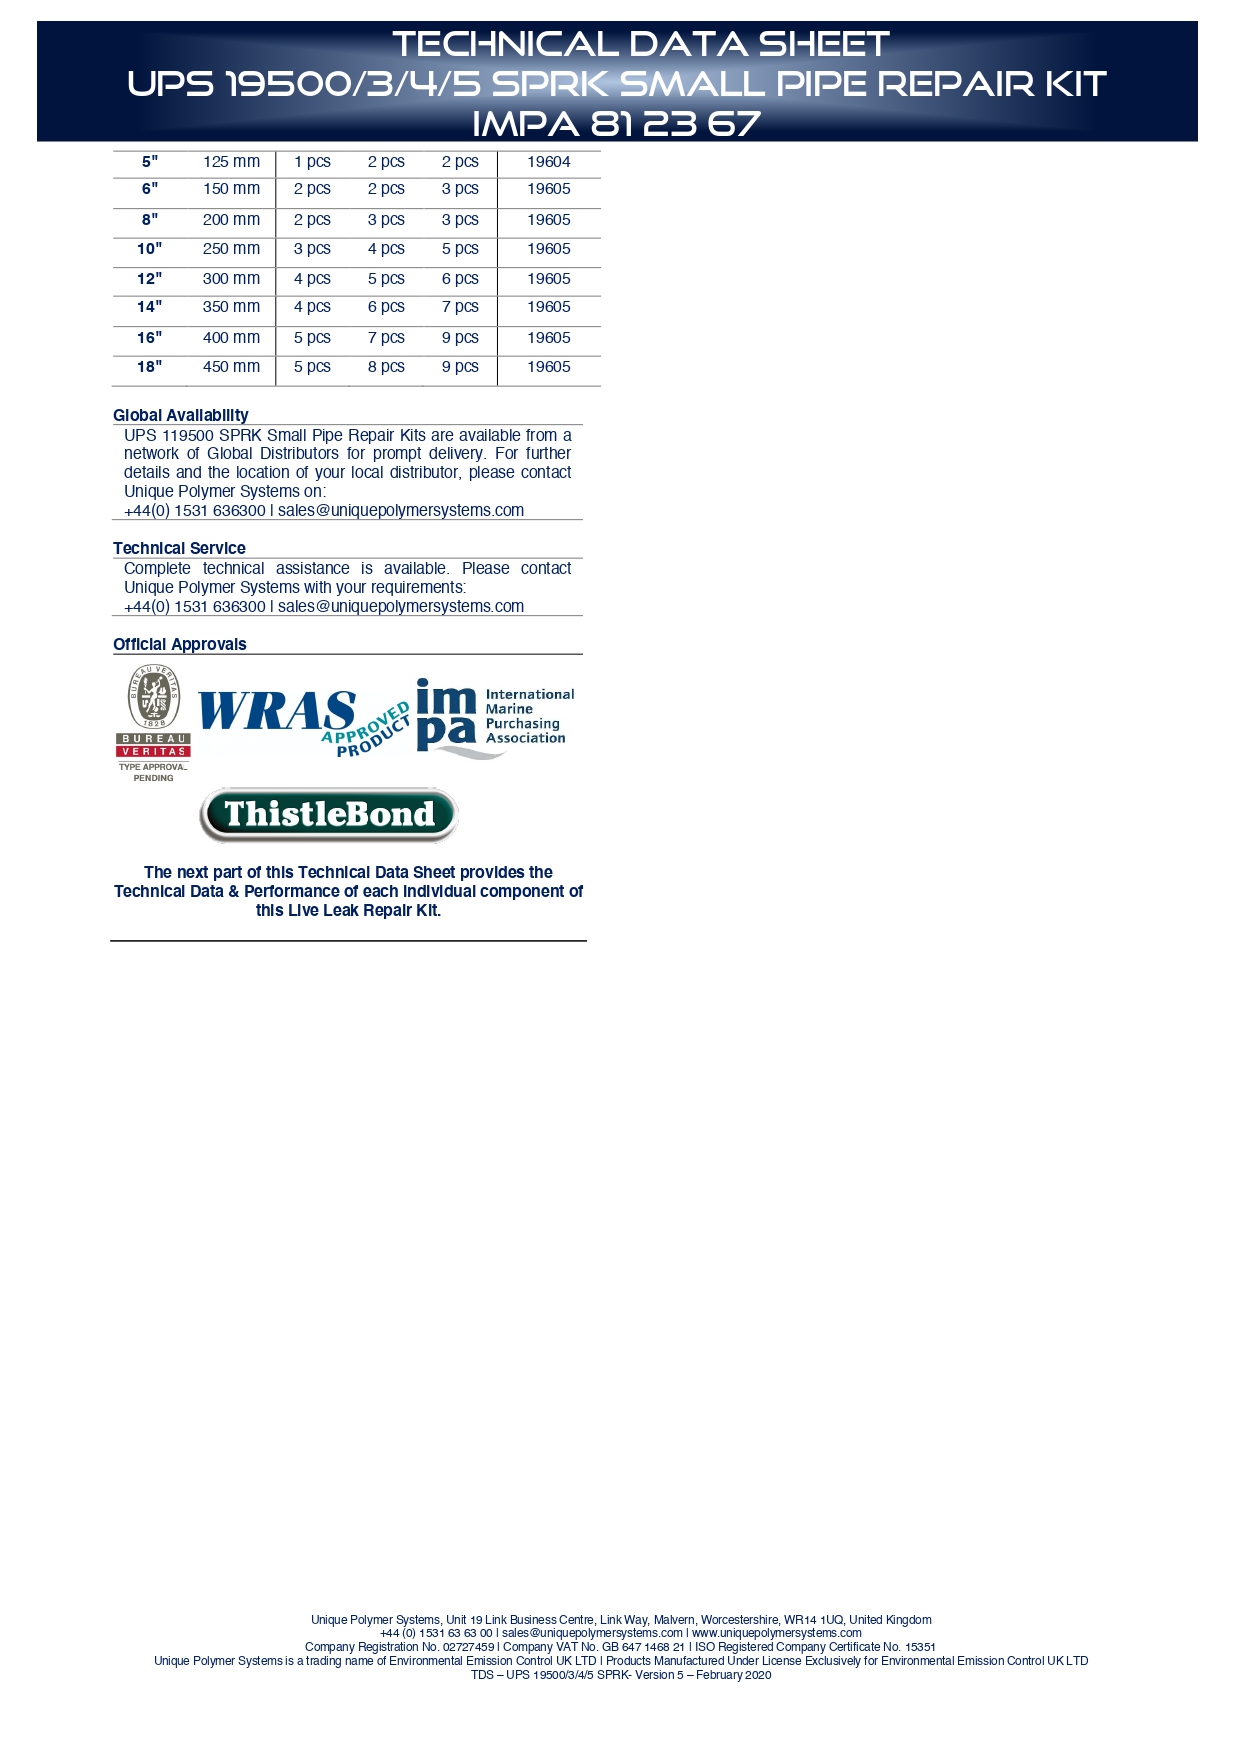 TECHNICAL DATA SHEET
UPS 19500/3/4/5 SPRK SMALL PIPE REPAIR KIT
IMPA 81 23 67
5" 125 mm 1 pcs 2 pcs 2 pcs 19604
6" 150 mm 2 pcs 2 pcs 3 pcs 19605
8" 200 mm 2 pcs 3 pcs 3 pcs 19605
10" 250 mm 3 pcs 4 pcs 5 pcs 19605
12" 300 mm 4 pcs 5 pcs 6 pcs 19605
14" 350 mm 4 pcs 6 pcs 7 pcs 19605
16" 400 mm 5 pcs 7 pcs 9 pcs 19605
18" 450 mm 5 pcs 8 pcs 9 pcs 19605
Global Availability
UPS 119500 SPRK Small Pipe Repair Kits are available from a
network of Global Distributors for prompt delivery. For further
details and the location of your local distributor, please contact
Unique Polymer Systems on:
+44(0) 1531 636300 | sales@uniquepolymersystems.com
Technical Service
Complete technical assistance is available. Please contact
Unique Polymer Systems with your requirements:
+44(0) 1531 636300 | sales@uniquepolymersystems.com
Official Approvals
BUREAU VERITAS
1828
BUREAU
VERITAS
TYPE APPROVAL
PENDING
WRAS
APPROVED
PRODUCT
impa
International
Marine
Purchasing
Association
ThistleBond
The next part of this Technical Data Sheet provides the
Technical Data & Performance of each individual component of
this Live Leak Repair Kit.
Unique Polymer Systems, Unit 19 Link Business Centre, Link Way, Malvern, Worcestershire, WR14 1UQ, United Kingdom
+44 (0) 1531 63 63 00 | sales@uniquepolymersystems.com | www.uniquepolymersystems.com
Company Registration No. 02727459 | Company VAT No. GB 647 1468 21 | ISO Registered Company Certificate No. 15351
Unique Polymer Systems is a trading name of Environmental Emission Control UK LTD | Products Manufactured Under License Exclusively for Environmental Emission Control UK LTD
TDS – UPS 19500/3/4/5 SPRK- Version 5 – February 2020